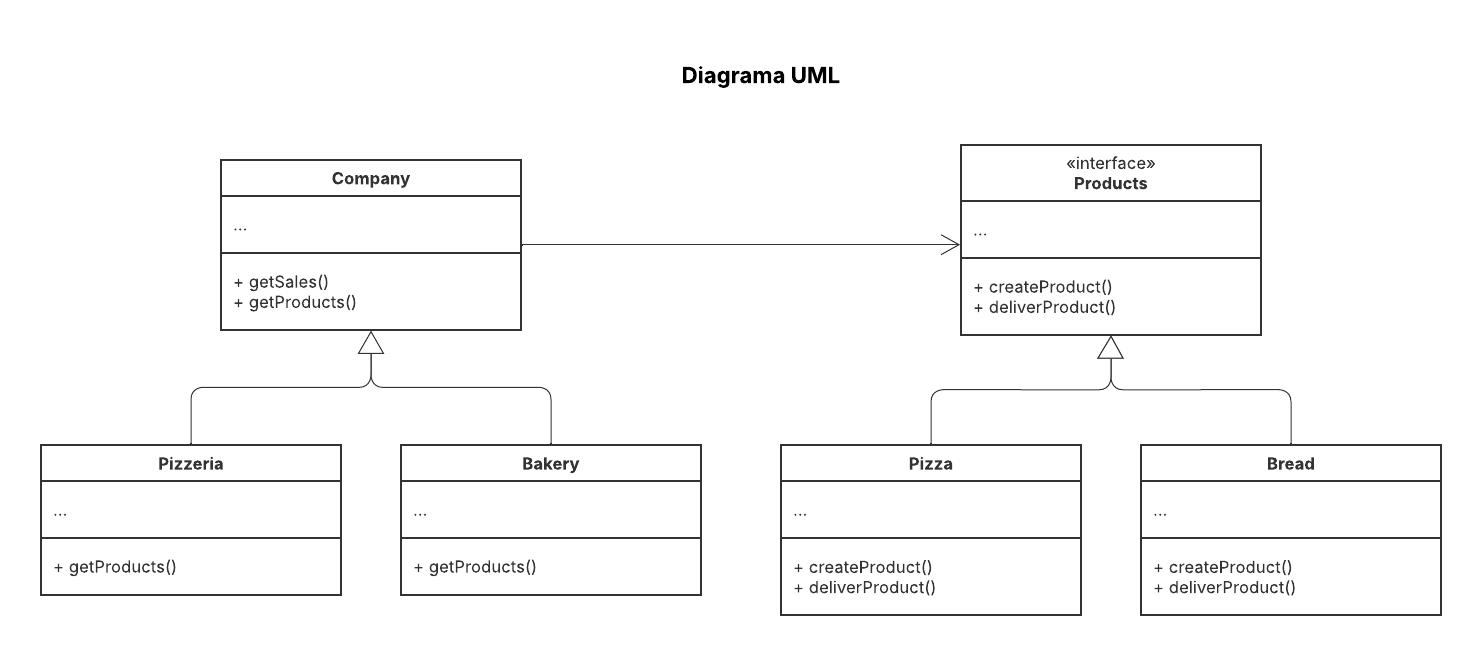 Diagrama UML
Company
...
+ getSales()
+ getProducts()
«interface»
Products
...
+ createProduct()
+ deliverProduct()
Pizzeria
...
+ getProducts()
Bakery
...
+ getProducts()
Pizza
...
+ createProduct()
+ deliverProduct()
Bread
...
+ createProduct()
+ deliverProduct()